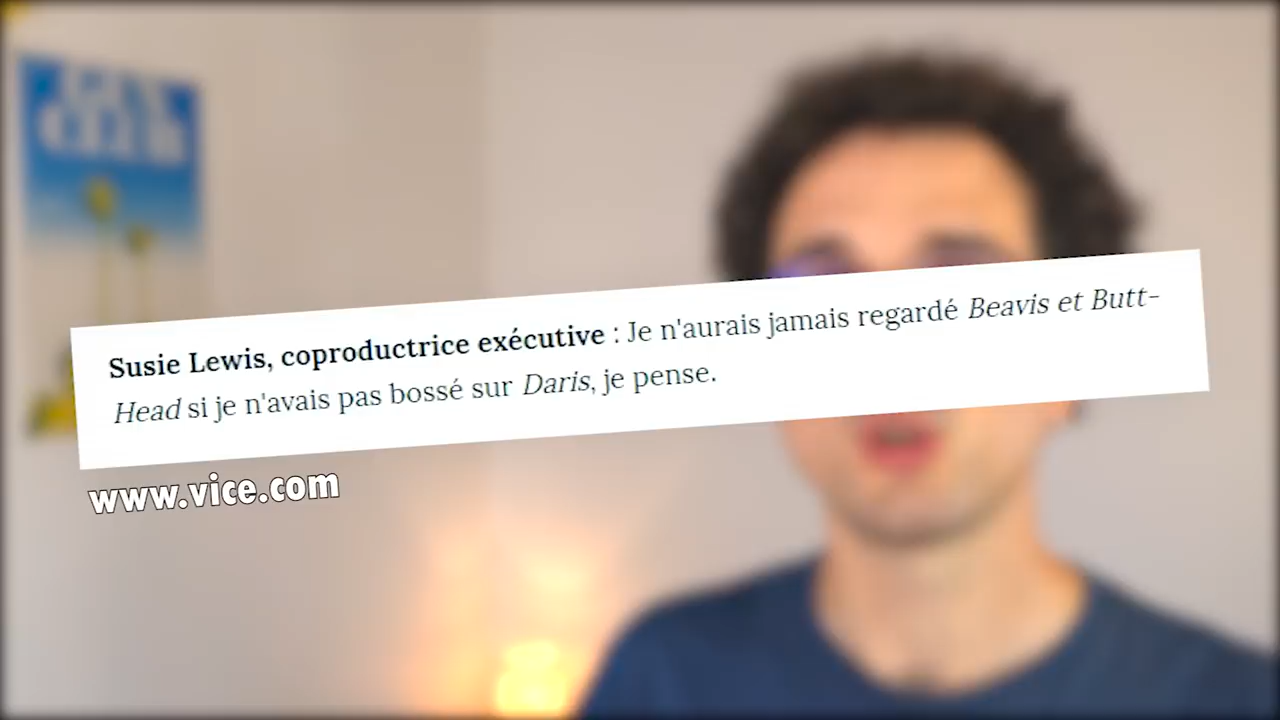 Susie Lewis, coproductrice exécutive : Je n'aurais jamais regardé Beavis et Butt-
Head si je n'avais pas bossé sur Daris, je pense.
www.vice.com